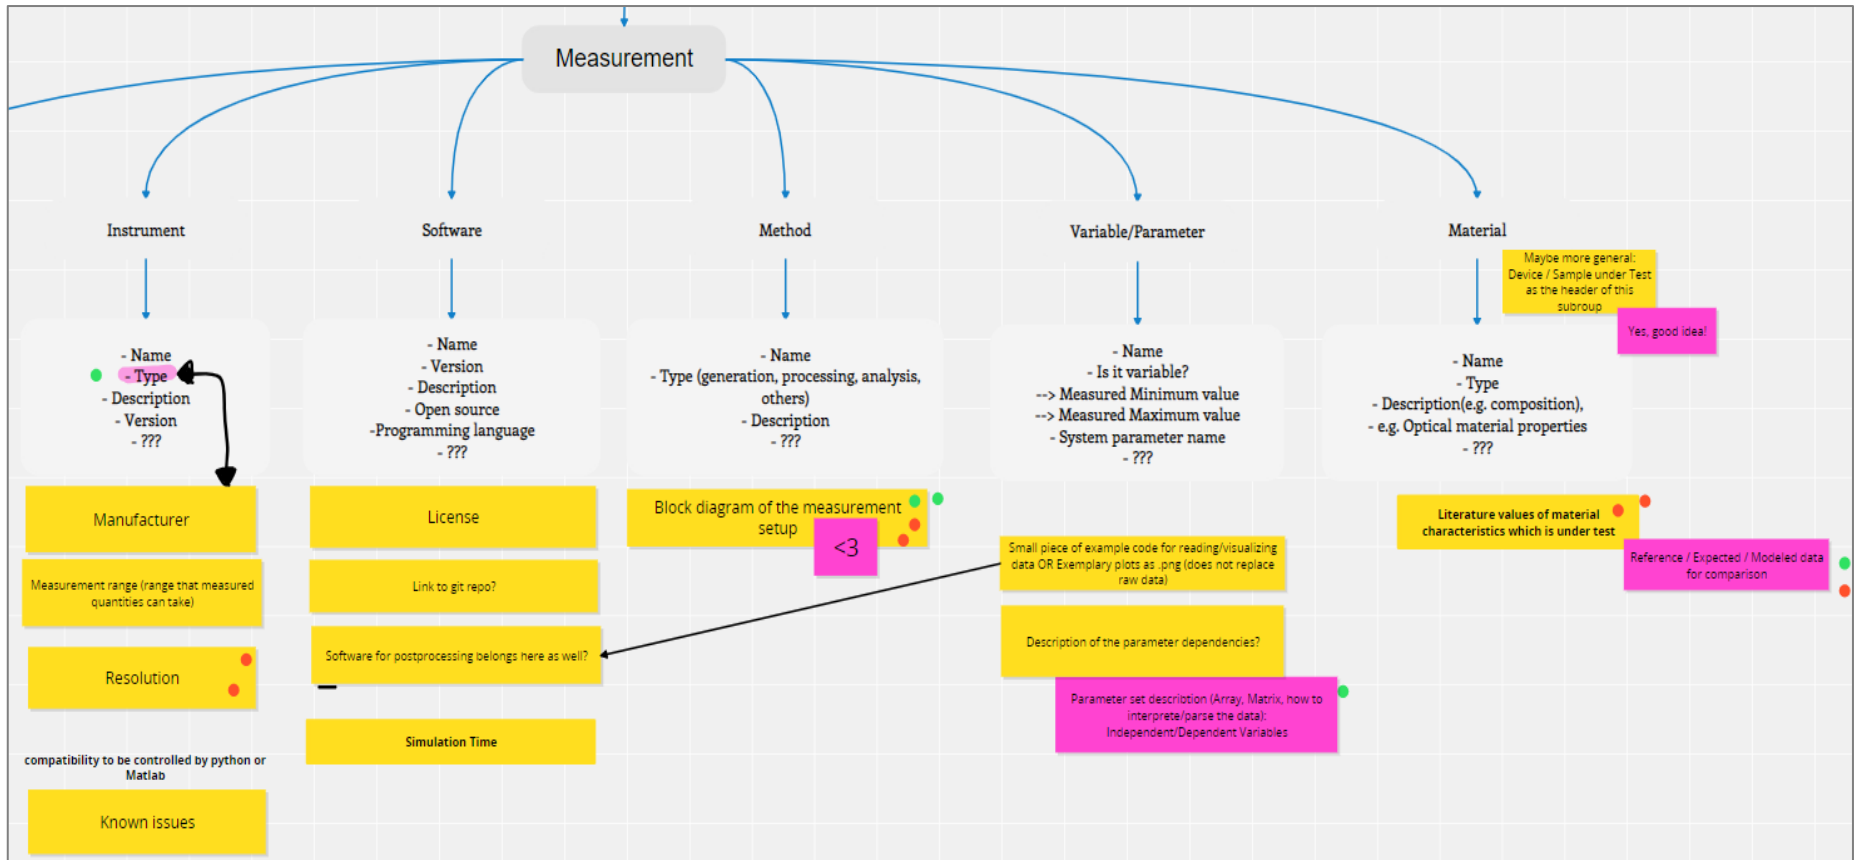 Measurement
Instrument
Software
Method
Variable/Parameter
Material
Maybe more general:
Device / Sample under Test
as the header of this
subroup
Yes, good idea!
- Name
- Type
- Description
- Version
- ???
- Name
- Version
- Description
- Open source
-Programming language
- ???
- Name
- Type (generation, processing, analysis,
others)
- Description
- ???
- Name
- Is it variable?
--> Measured Minimum value
--> Measured Maximum value
- System parameter name
- ???
- Name
- Type
- Description(e.g. composition),
- e.g. Optical material properties
- ???
Manufacturer
Measurement range (range that measured
quantities can take)
Resolution
compatibility to be controlled by python or
Matlab
Known issues
License
Link to git repo?
Software for postprocessing belongs here as well?
Simulation Time
Block diagram of the measurement
setup
<3
Small piece of example code for reading/visualizing
data OR Exemplary plots as .png (does not replace
raw data)
Description of the parameter dependencies?
Parameter set description (Array, Matrix, how to
interprete/parse the data):
Independent/Dependent Variables
Literature values of material
characteristics which is under test
Reference / Expected / Modeled data
for comparison